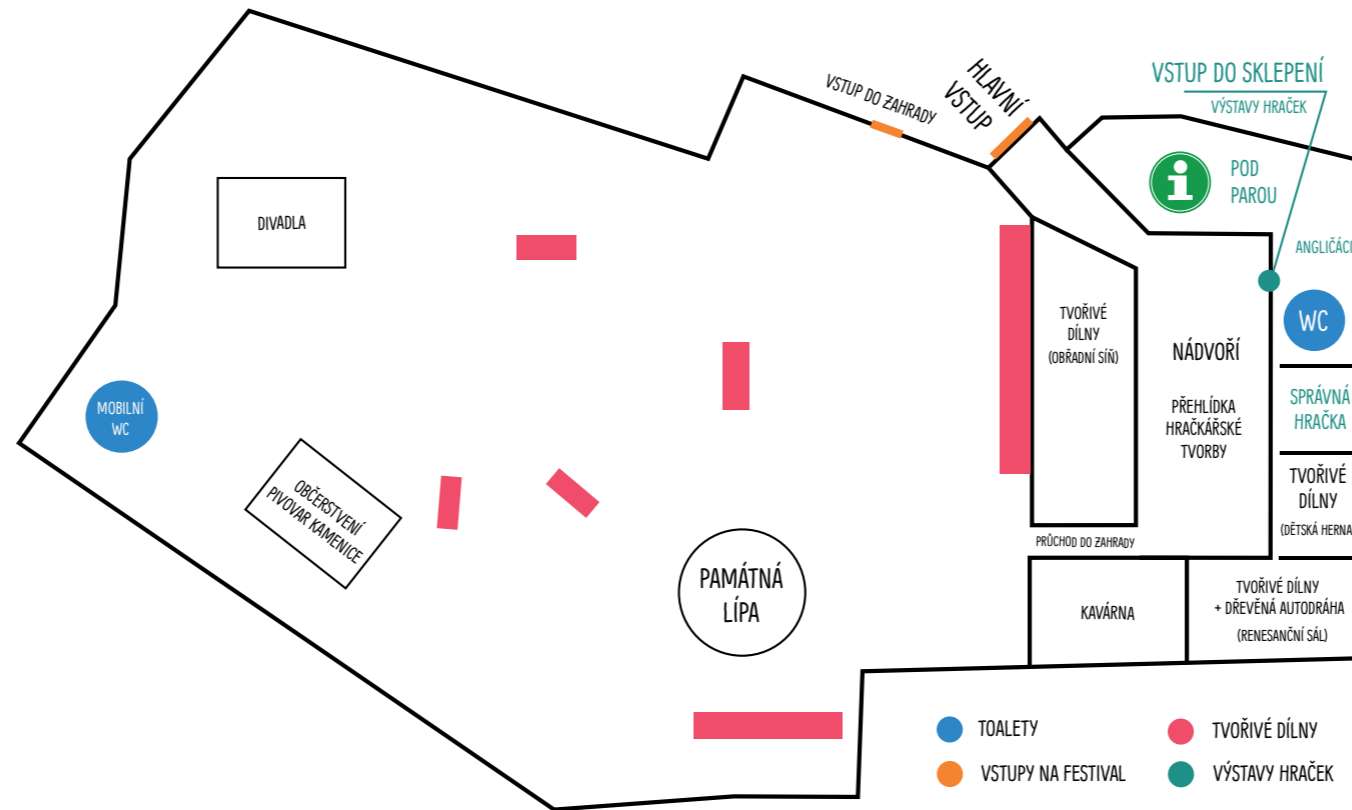 VSTUP DO ZAHRADY
HLAVNÍ
VSTUP
VSTUP DO SKLEPENÍ
VÝSTAVY HRAČEK
i
POD
PAROU
ANGLIČÁCI
DIVADLA
WC
TVOŘIVÉ
DÍLNY
(OBŘADNÍ SÍŇ)
NÁDVOŘÍ
PŘEHLÍDKA
HRAČKÁŘSKÉ
TVORBY
SPRÁVNÁ
HRAČKA
MOBILNÍ
WC
TVOŘIVÉ
DÍLNY
(DĚTSKÁ HERNA
OBČERSTVENÍ
PIVOVAR KAMENICE
PRŮCHOD DO ZAHRADY
PAMÁTNÁ
LÍPA
KAVÁRNA
TVOŘIVÉ DÍLNY
+ DŘEVĚNÁ AUTODRÁHA
(RENESANČNÍ SÁL)
TOALETY
TVOŘIVÉ DÍLNY
VSTUPY NA FESTIVAL
VÝSTAVY HRAČEK